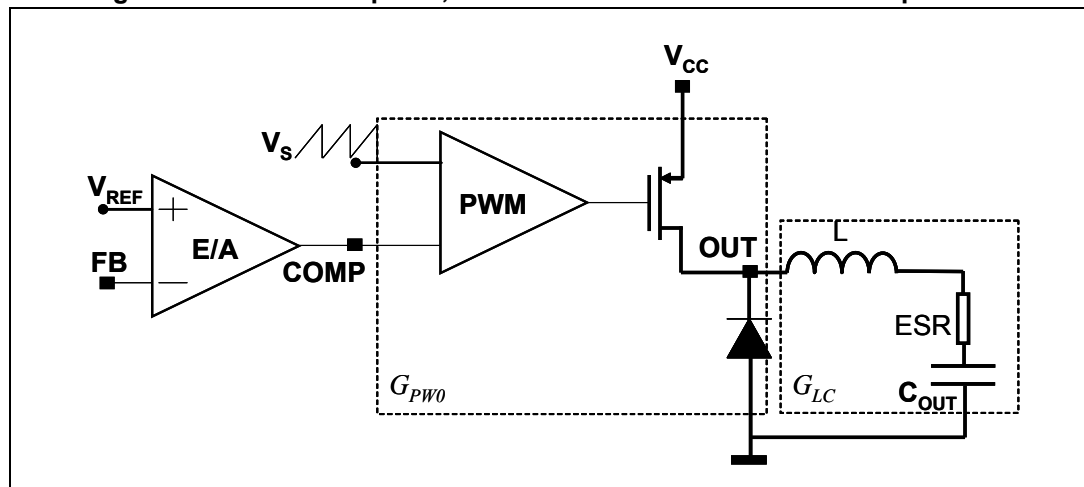 V_CC
V_S
V_REF
+
PWM
E/A
OUT
L
FB
COMP
ESR
G_PW0
G_LC
C_OUT